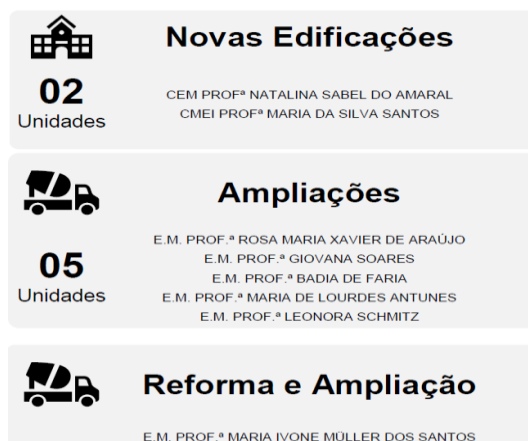 Novas Edificações
02
Unidades
CEM PROFª NATALINA SABEL DO AMARAL
CMEI PROFª MARIA DA SILVA SANTOS
Ampliações
05
Unidades
E.M. PROF.ª ROSA MARIA XAVIER DE ARAÚJO
E.M. PROF.ª GIOVANA SOARES
E.M. PROF.ª BADIA DE FARIA
E.M. PROF.ª MARIA DE LOURDES ANTUNES
E.M. PROF.ª LEONORA SCHMITZ
Reforma e Ampliação
E.M. PROF.ª MARIA IVONE MÜLLER DOS SANTOS